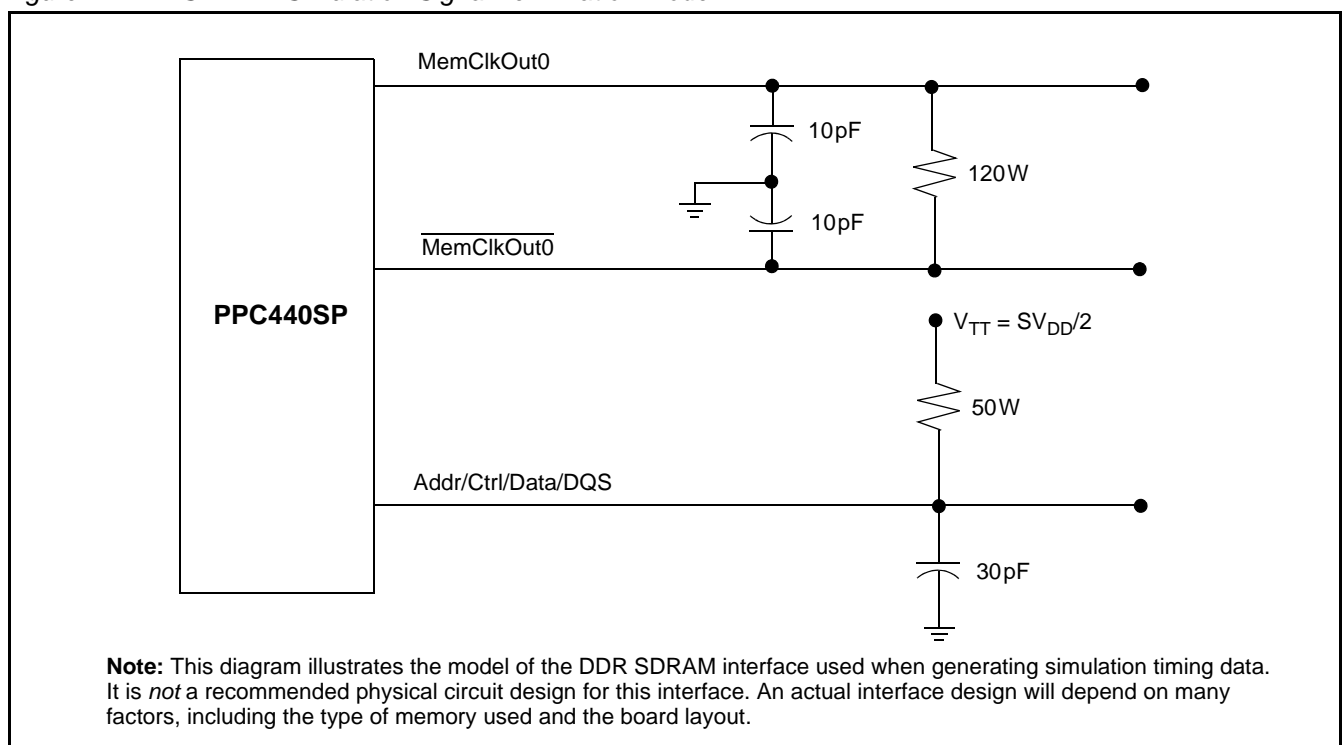 MemClkOut0
10pF
120W
10pF
MemClkOut0
PPC440SP
VTT = SVDD/2
50W
Addr/Ctrl/Data/DQS
30pF
Note: This diagram illustrates the model of the DDR SDRAM interface used when generating simulation timing data.
It is not a recommended physical circuit design for this interface. An actual interface design will depend on many
factors, including the type of memory used and the board layout.